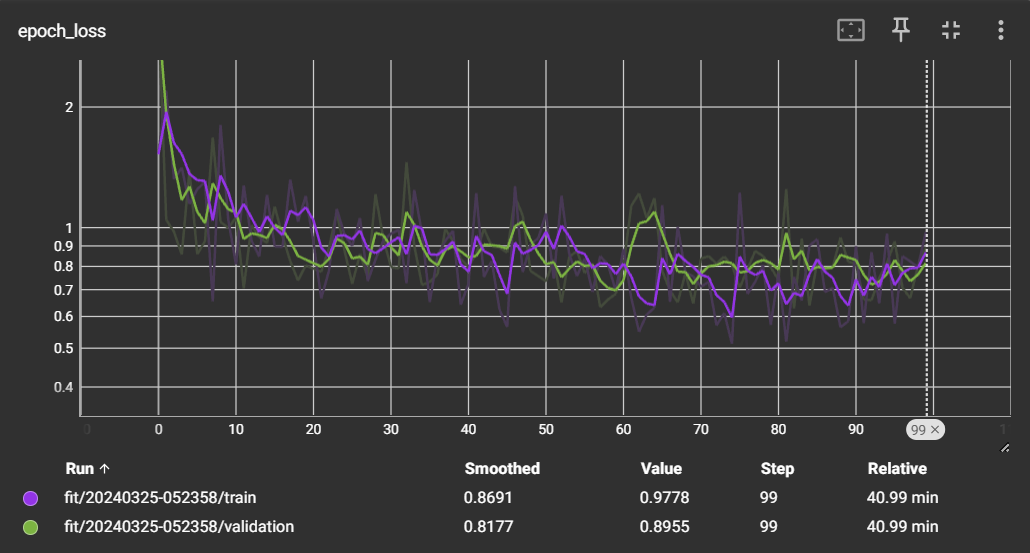 epoch_loss
2
1
0.9
0.8
0.7
0.6
0.5
0.4
0 10 20 30 40 50 60 70 80 90 99 ×
Run ↑ Smoothed Value Step Relative
fit/20240325-052358/train 0.8691 0.9778 99 40.99 min
fit/20240325-052358/validation 0.8177 0.8955 99 40.99 min